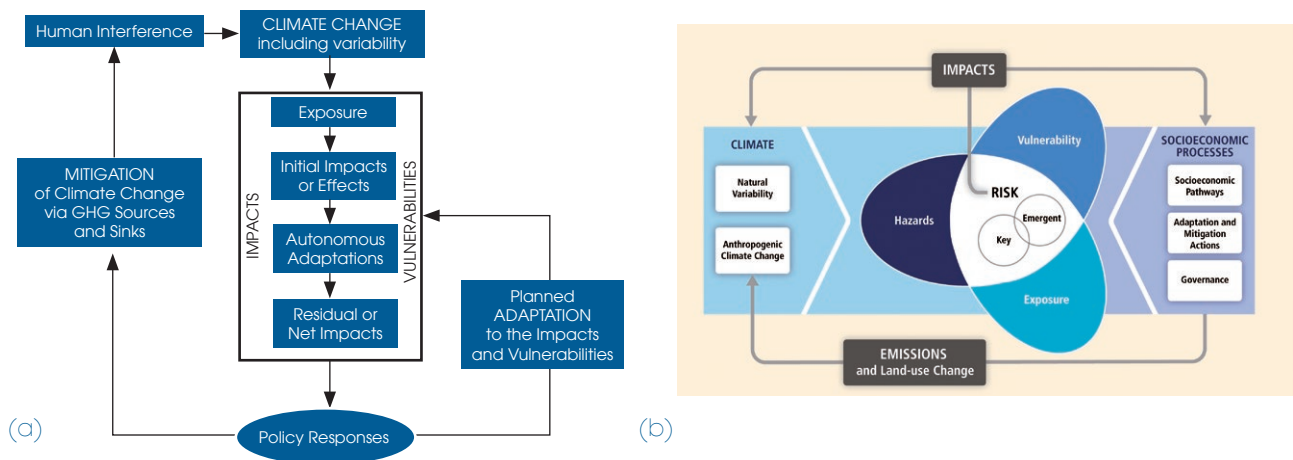 Human Interference
CLIMATE CHANGE
including variability
Exposure
Initial Impacts
or Effects
Autonomous
Adaptations
Residual or
Net Impacts
IMPACTS
VULNERABILITIES
MITIGATION
of Climate Change
via GHG Sources
and Sinks
Planned
ADAPTATION
to the Impacts
and Vulnerabilities
Policy Responses
(a)
IMPACTS
CLIMATE
Natural
Variability
Anthropogenic
Climate Change
Vulnerability
Hazards
RISK
Key
Emergent
Exposure
SOCIOECONOMIC
PROCESSES
Socioeconomic
Pathways
Adaptation and
Mitigation
Actions
Governance
EMISSIONS
and Land-use Change
(b)